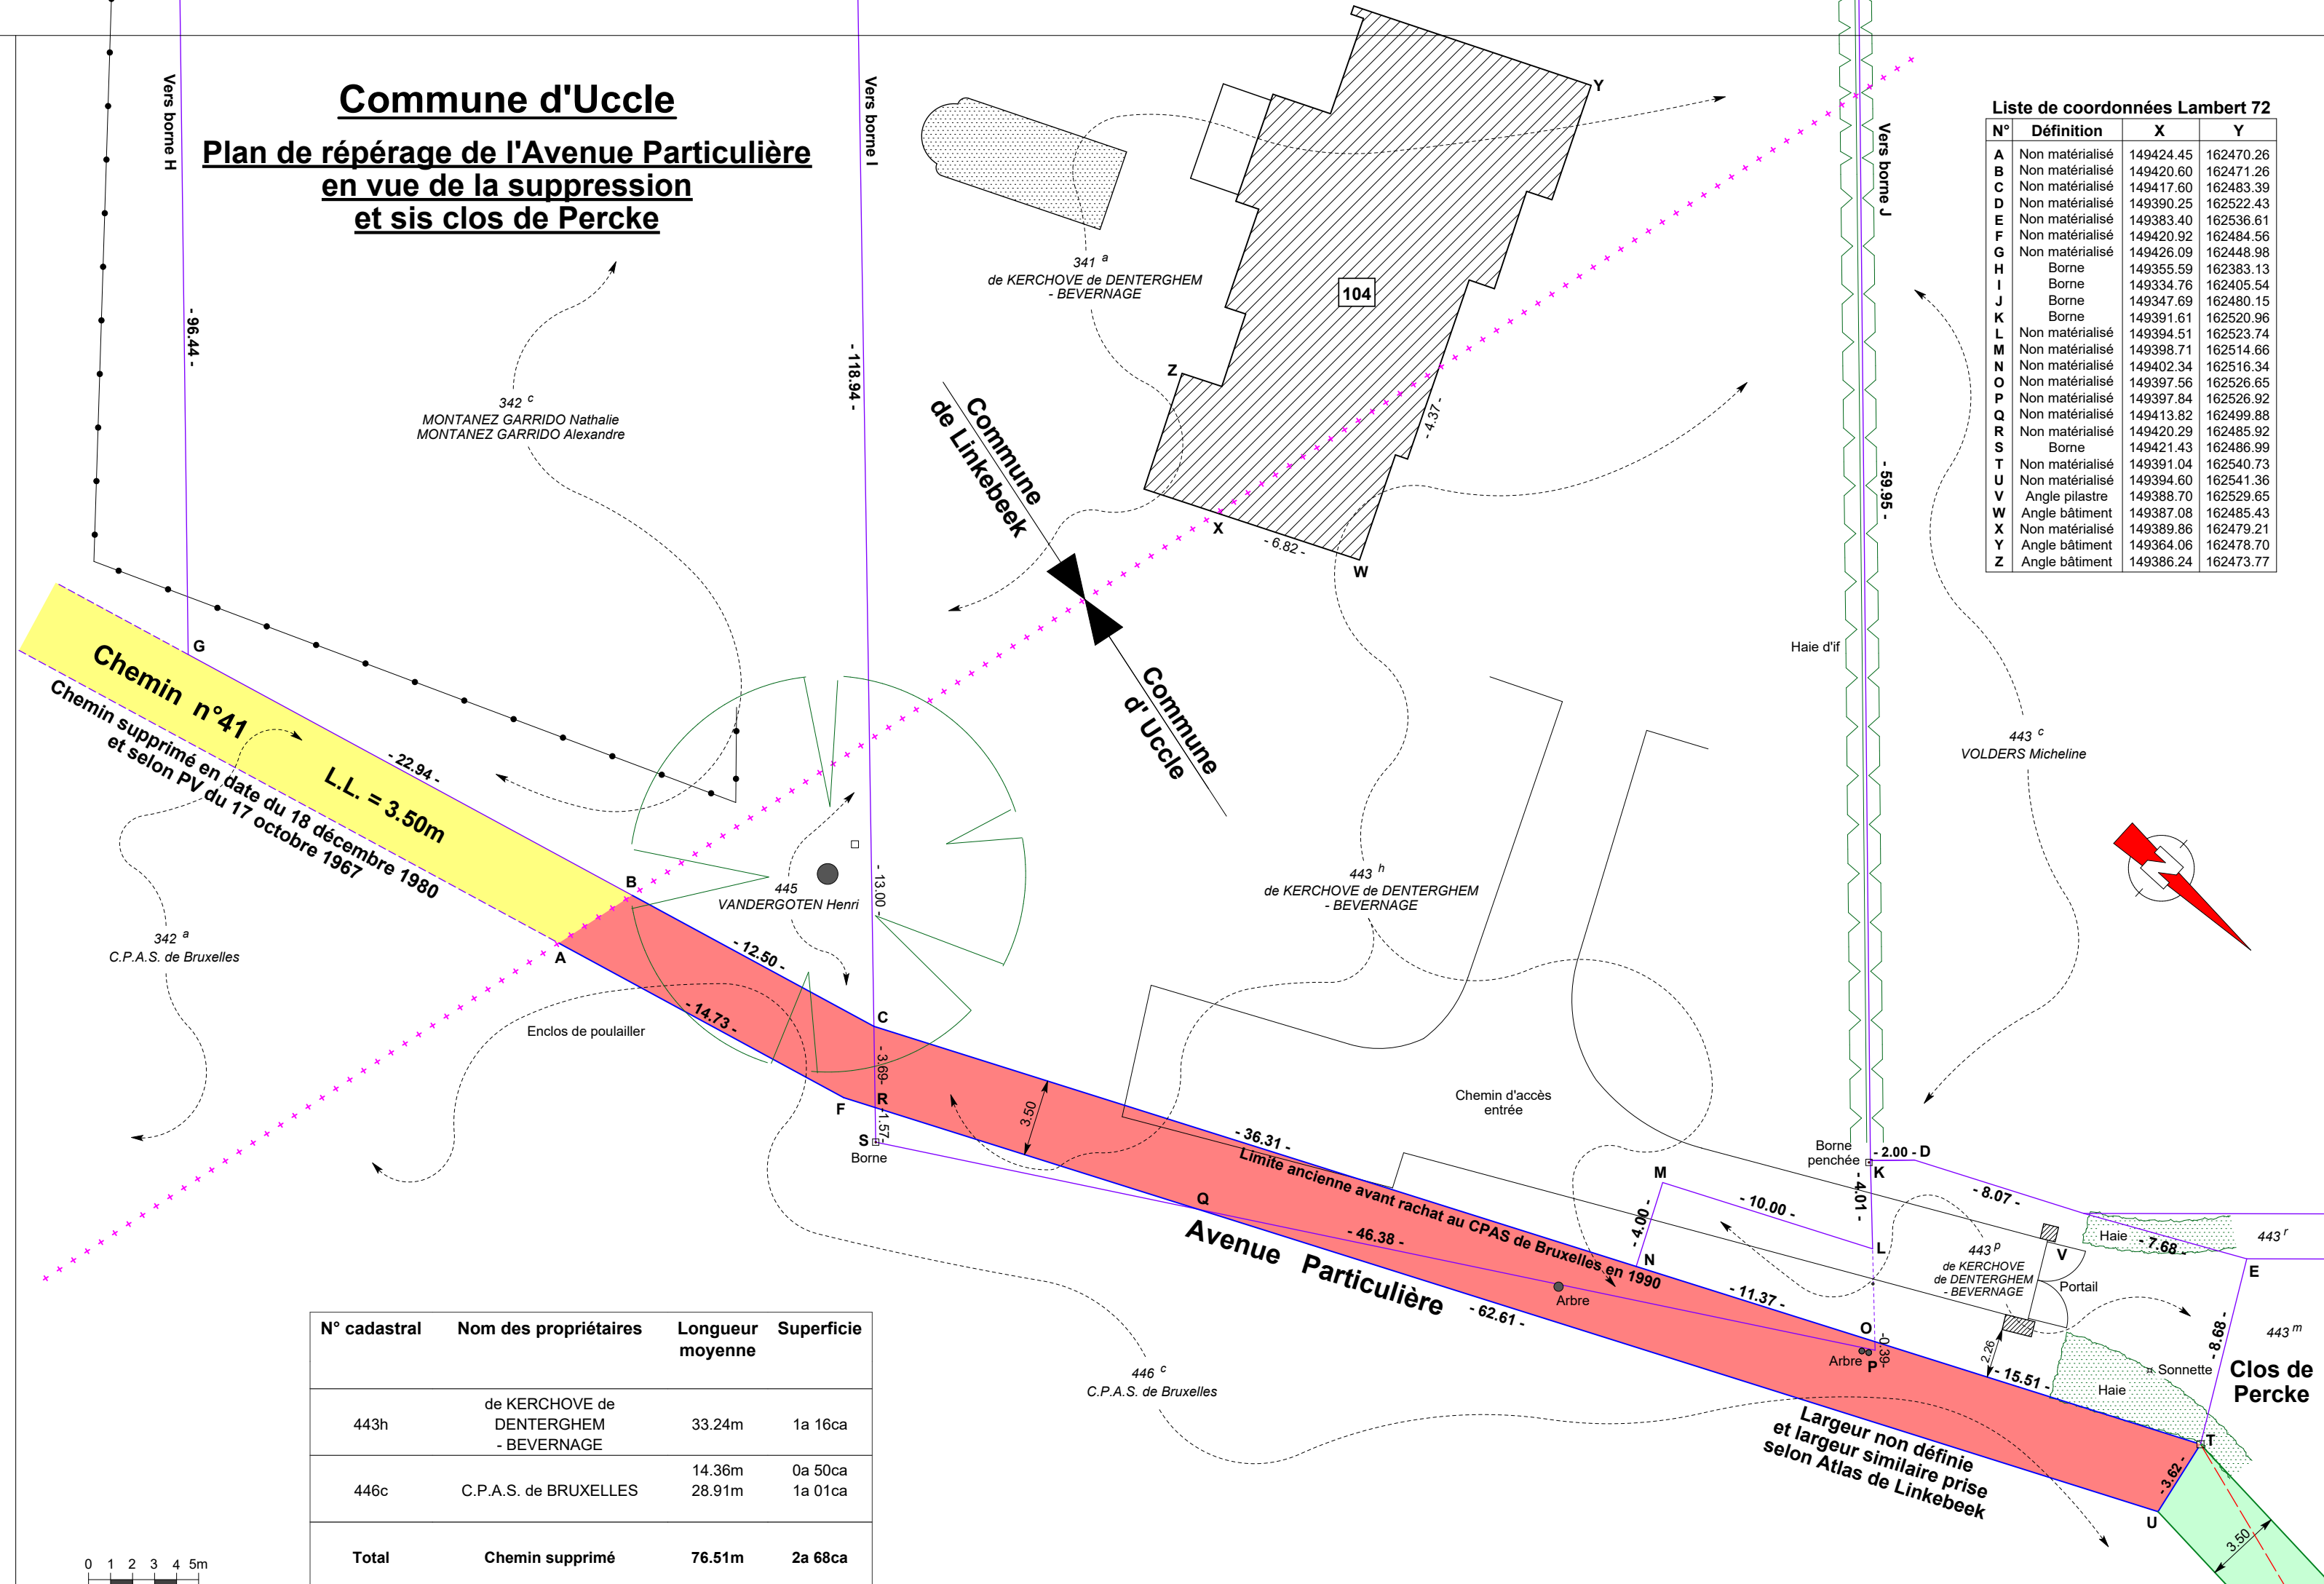 Commune d'Uccle
Plan de répérage de l'Avenue Particulière
en vue de la suppression
et sis clos de Percke
Vers borne H
- 96.44 -
Vers borne I
- 118.94 -
Vers borne J
- 59.95 -
Liste de coordonnées Lambert 72
N° Définition X Y
A Non matérialisé 149424.45 162470.26
B Non matérialisé 149420.60 162471.26
C Non matérialisé 149417.60 162483.39
D Non matérialisé 149390.25 162522.43
E Non matérialisé 149383.40 162536.61
F Non matérialisé 149420.92 162484.56
G Non matérialisé 149426.09 162448.98
H Borne 149355.59 162383.13
I Borne 149334.76 162405.54
J Borne 149347.69 162480.15
K Borne 149391.61 162520.96
L Non matérialisé 149394.51 162523.74
M Non matérialisé 149398.71 162514.66
N Non matérialisé 149402.34 162516.34
O Non matérialisé 149397.56 162526.65
P Non matérialisé 149397.84 162526.92
Q Non matérialisé 149413.82 162499.88
R Non matérialisé 149420.29 162485.92
S Borne 149421.43 162486.99
T Non matérialisé 149391.04 162540.73
U Non matérialisé 149394.60 162541.36
V Angle pilastre 149388.70 162529.65
W Angle bâtiment 149387.08 162485.43
X Non matérialisé 149389.86 162479.21
Y Angle bâtiment 149364.06 162478.70
Z Angle bâtiment 149386.24 162473.77
341 a
de KERCHOVE de DENTERGHEM
- BEVERNAGE
104
Y
Z
X
W
- 4.37 -
- 6.82 -
342 c
MONTANEZ GARRIDO Nathalie
MONTANEZ GARRIDO Alexandre
Commune
de Linkebeek
Commune
d' Uccle
Haie d'if
443 c
VOLDERS Micheline
G
Chemin n°41
L.L. = 3.50m
Chemin supprimé en date du 18 décembre 1980
et selon PV du 17 octobre 1967
- 22.94 -
B
A
445
VANDERGOTEN Henri
- 13.00 -
443 h
de KERCHOVE de DENTERGHEM
- BEVERNAGE
342 a
C.P.A.S. de Bruxelles
- 12.50 -
- 14.73 -
Enclos de poulailler
C
- 3.69-
F
R
- 1.57-
S
Borne
3.50
- 36.31 -
Limite ancienne avant rachat au CPAS de Bruxelles en 1990
Chemin d'accès
entrée
Q
- 46.38 -
Avenue Particulière
- 62.61 -
Arbre
M
- 4.00 -
N
- 10.00 -
L
Borne
penchée
K
- 2.00 -
D
- 4.01 -
- 8.07 -
- 11.37 -
O
-0.39-
P
Arbre
443 p
de KERCHOVE
de DENTERGHEM
- BEVERNAGE
V
Portail
Haie
- 7.68 -
443 r
E
443 m
- 8.68 -
2.26
- 15.51 -
Haie
Sonnette
Clos de
Percke
T
- 3.62 -
U
3.50
Largeur non définie
et largeur similaire prise
selon Atlas de Linkebeek
446 c
C.P.A.S. de Bruxelles
N° cadastral Nom des propriétaires Longueur moyenne Superficie
443h de KERCHOVE de DENTERGHEM - BEVERNAGE 33.24m 1a 16ca
14.36m 0a 50ca
446c C.P.A.S. de BRUXELLES 28.91m 1a 01ca
Total Chemin supprimé 76.51m 2a 68ca
0 1 2 3 4 5m